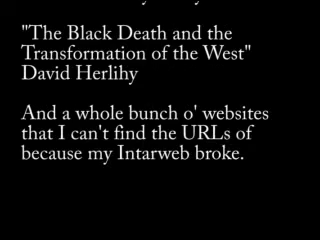 "The Black Death and the
Transformation of the West"
David Herlihy
And a whole bunch o' websites
that I can't find the URLs of
because my Intarweb broke.